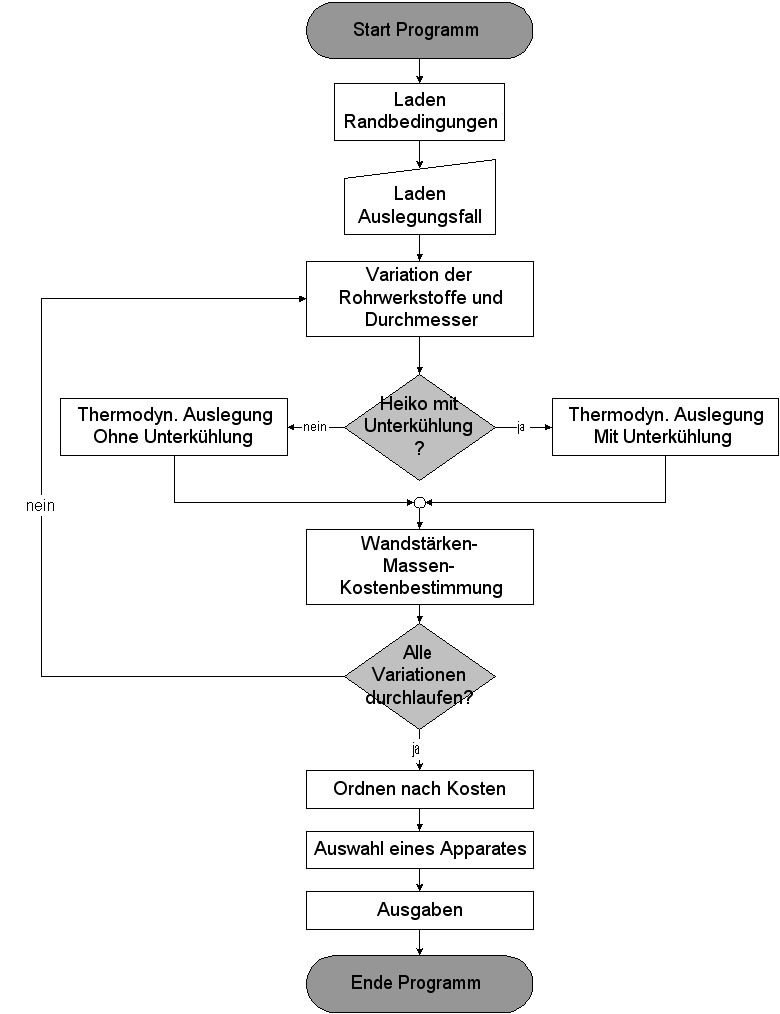 Start Programm
Laden
Randbedingungen
Laden
Auslegungsfall
Variation der
Rohrwerkstoffe und
Durchmesser
Heiko mit
Unterkühlung
?
nein
ja
Thermodyn. Auslegung
Ohne Unterkühlung
Thermodyn. Auslegung
Mit Unterkühlung
nein
Wandstärken-
Massen-
Kostenbestimmung
Alle
Variationen
durchlaufen?
ja
Ordnen nach Kosten
Auswahl eines Apparates
Ausgaben
Ende Programm